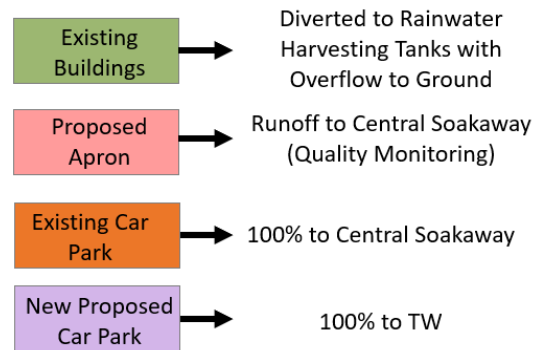 Existing
Buildings
Diverted to Rainwater
Harvesting Tanks with
Overflow to Ground
Proposed
Apron
Runoff to Central Soakaway
(Quality Monitoring)
Existing Car
Park
100% to Central Soakaway
New Proposed
Car Park
100% to TW